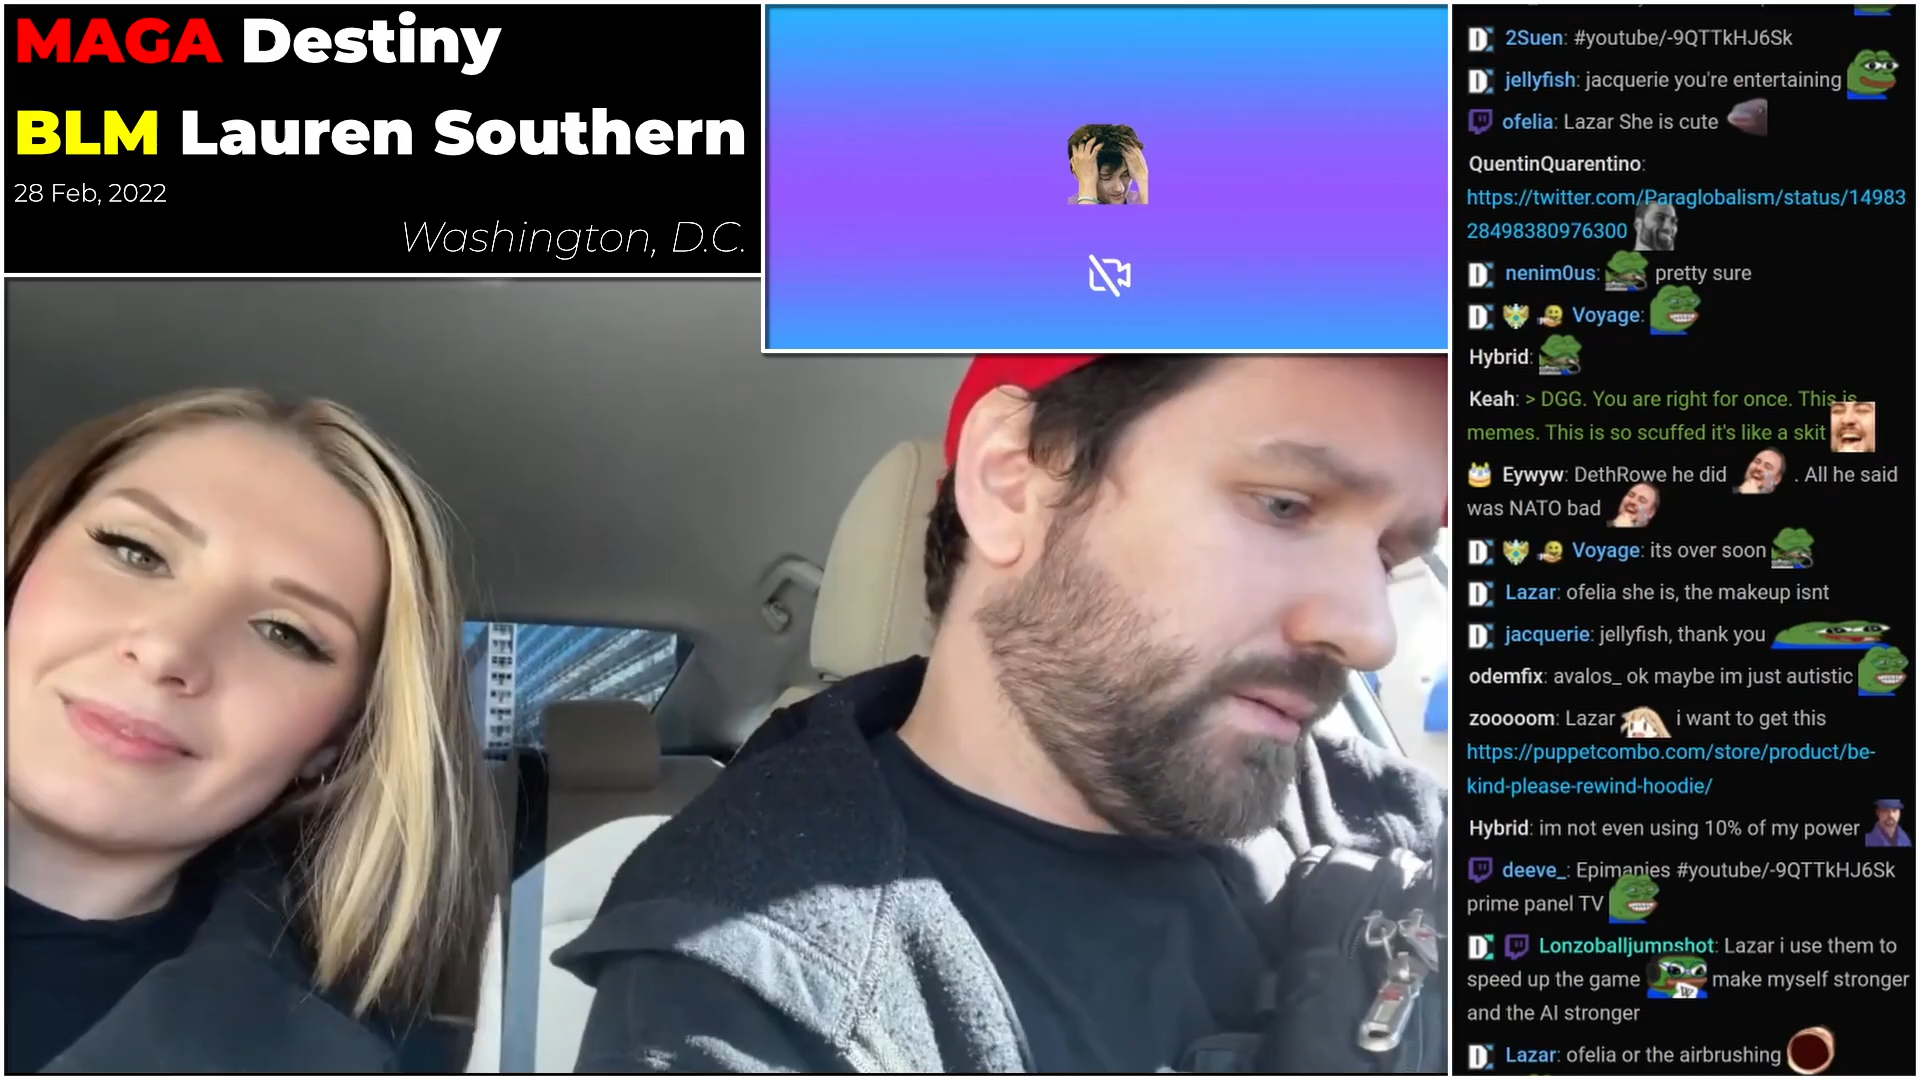 MAGA Destiny
BLM Lauren Southern
28 Feb, 2022
Washington, D.C.
2Suen: #youtube/-9QTTkHJ6Sk
jellyfish: jacquerie you're entertaining
ofelia: Lazar She is cute
QuentinQuarentino:
https://twitter.com/Paraglobalism/status/14983
28498380976300
nenim0us: pretty sure
Voyage:
Hybrid:
Keah: > DGG. You are right for once. This is
memes. This is so scuffed it's like a skit
Eywyw: DethRowe he did . All he said
was NATO bad
Voyage: its over soon
Lazar: ofelia she is, the makeup isnt
jacquerie: jellyfish, thank you
odemfix: avalos_ ok maybe im just autistic
zooooom: Lazar i want to get this
https://puppetcombo.com/store/product/be-
kind-please-rewind-hoodie/
Hybrid: im not even using 10% of my power
deeve_: Epimanies #youtube/-9QTTkHJ6Sk
prime panel TV
Lonzoballjumpshot: Lazar i use them to
speed up the game make myself stronger
and the AI stronger
Lazar: ofelia or the airbrushing